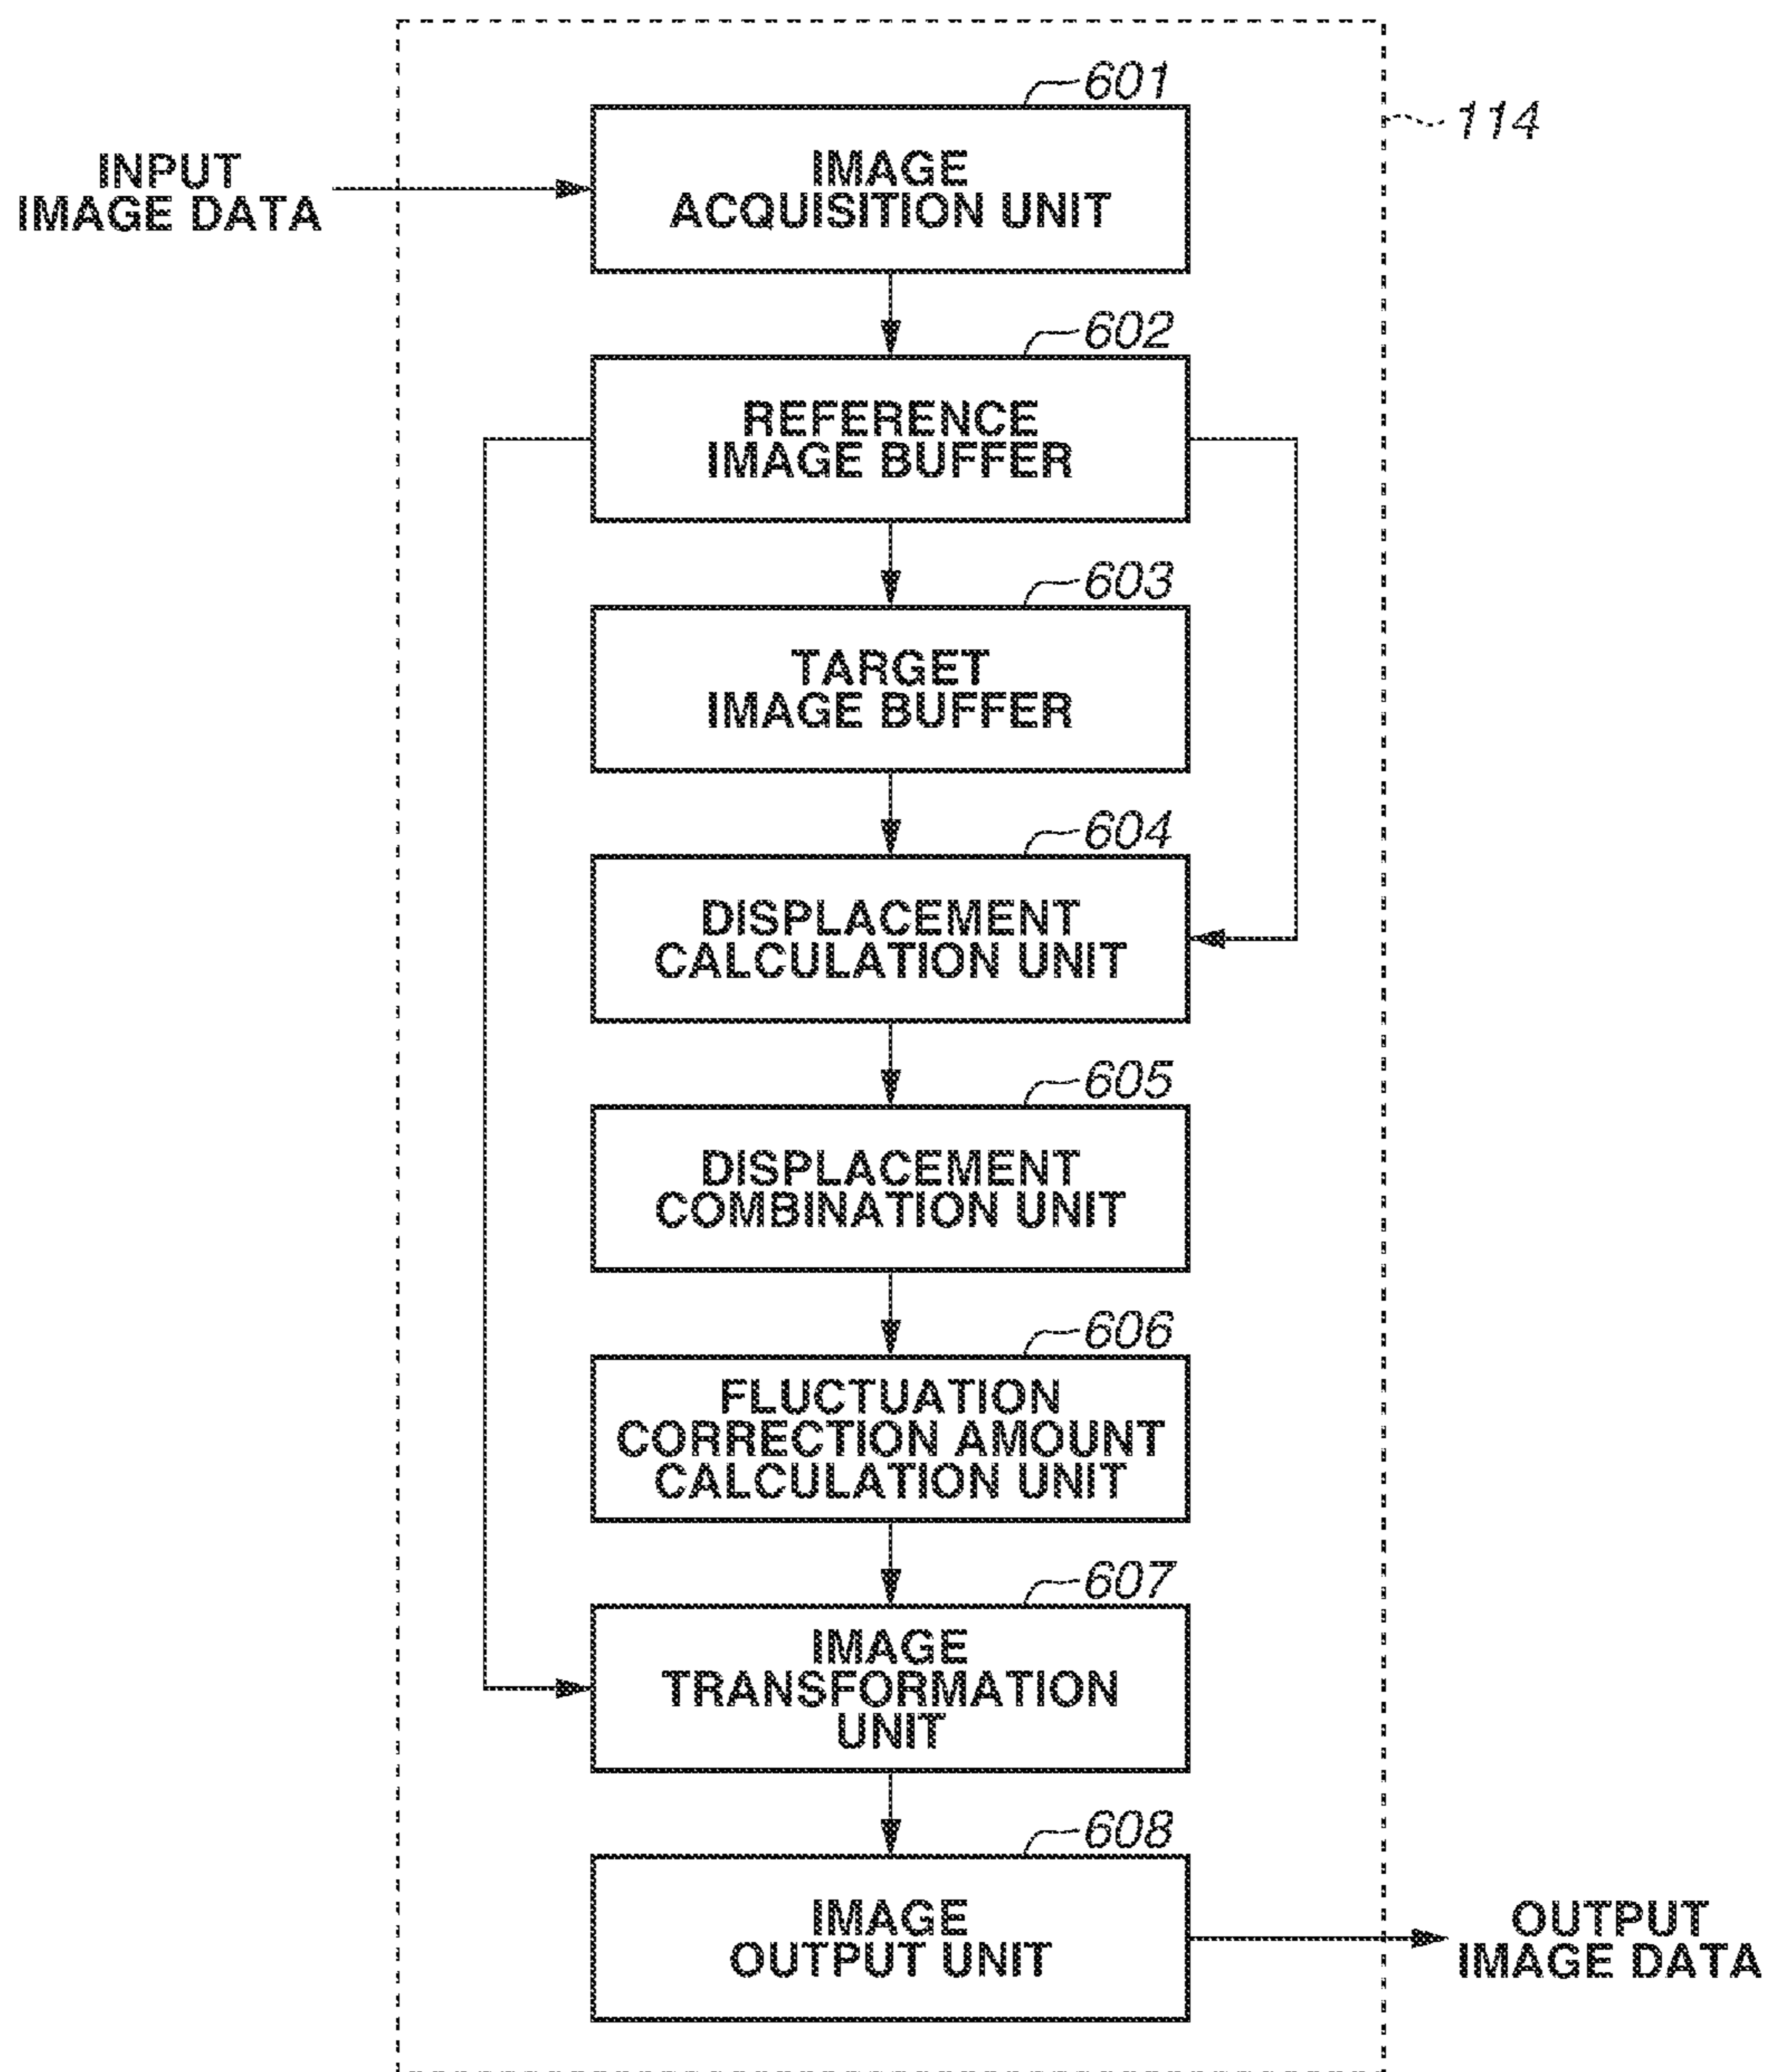 601
114
INPUT
IMAGE DATA
IMAGE
ACQUISITION UNIT
602
REFERENCE
IMAGE BUFFER
603
TARGET
IMAGE BUFFER
604
DISPLACEMENT
CALCULATION UNIT
605
DISPLACEMENT
COMBINATION UNIT
606
FLUCTUATION
CORRECTION AMOUNT
CALCULATION UNIT
607
IMAGE
TRANSFORMATION
UNIT
608
IMAGE
OUTPUT UNIT
OUTPUT
IMAGE DATA